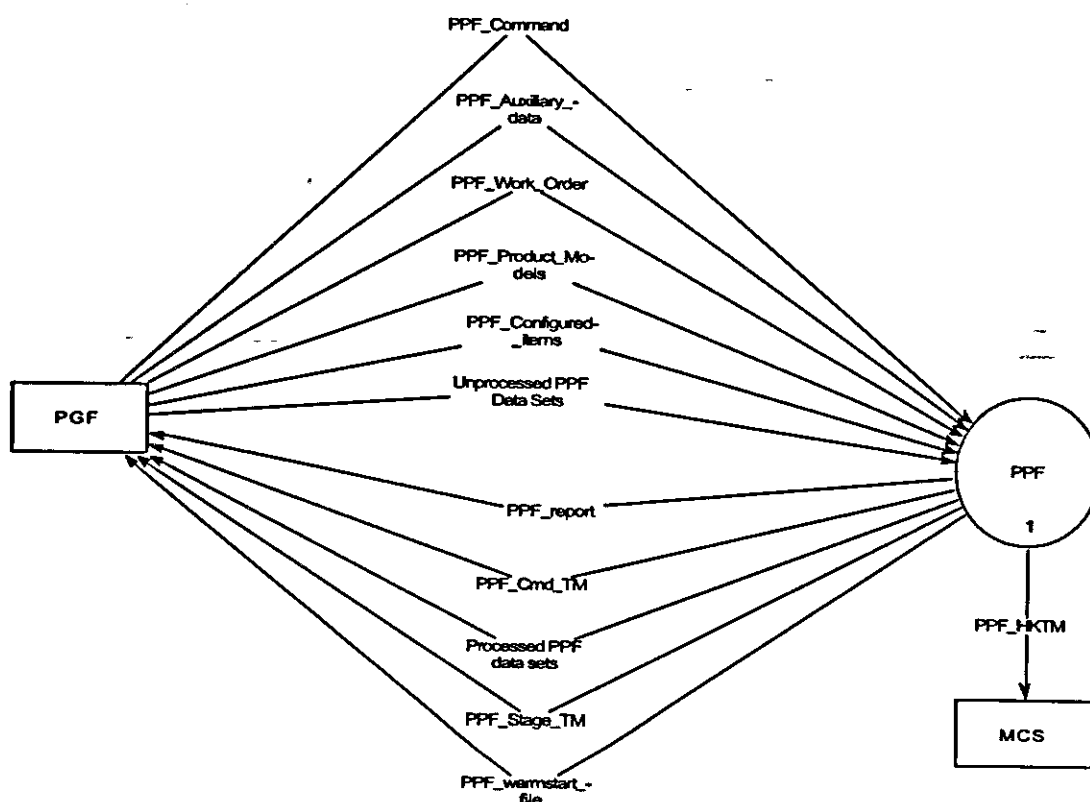 PPF_Command
PPF_Auxiliary_-
data
PPF_Work_Order
PPF_Product_Mo-
dels
PPF_Configured-
_Items
Unprocessed PPF
Data Sets
PGF
PPF
1
PPF_report
PPF_Cmd_TM
PPF_HKTM
Processed PPF
data sets
PPF_Stage_TM
MCS
PPF_warmstart_-
file